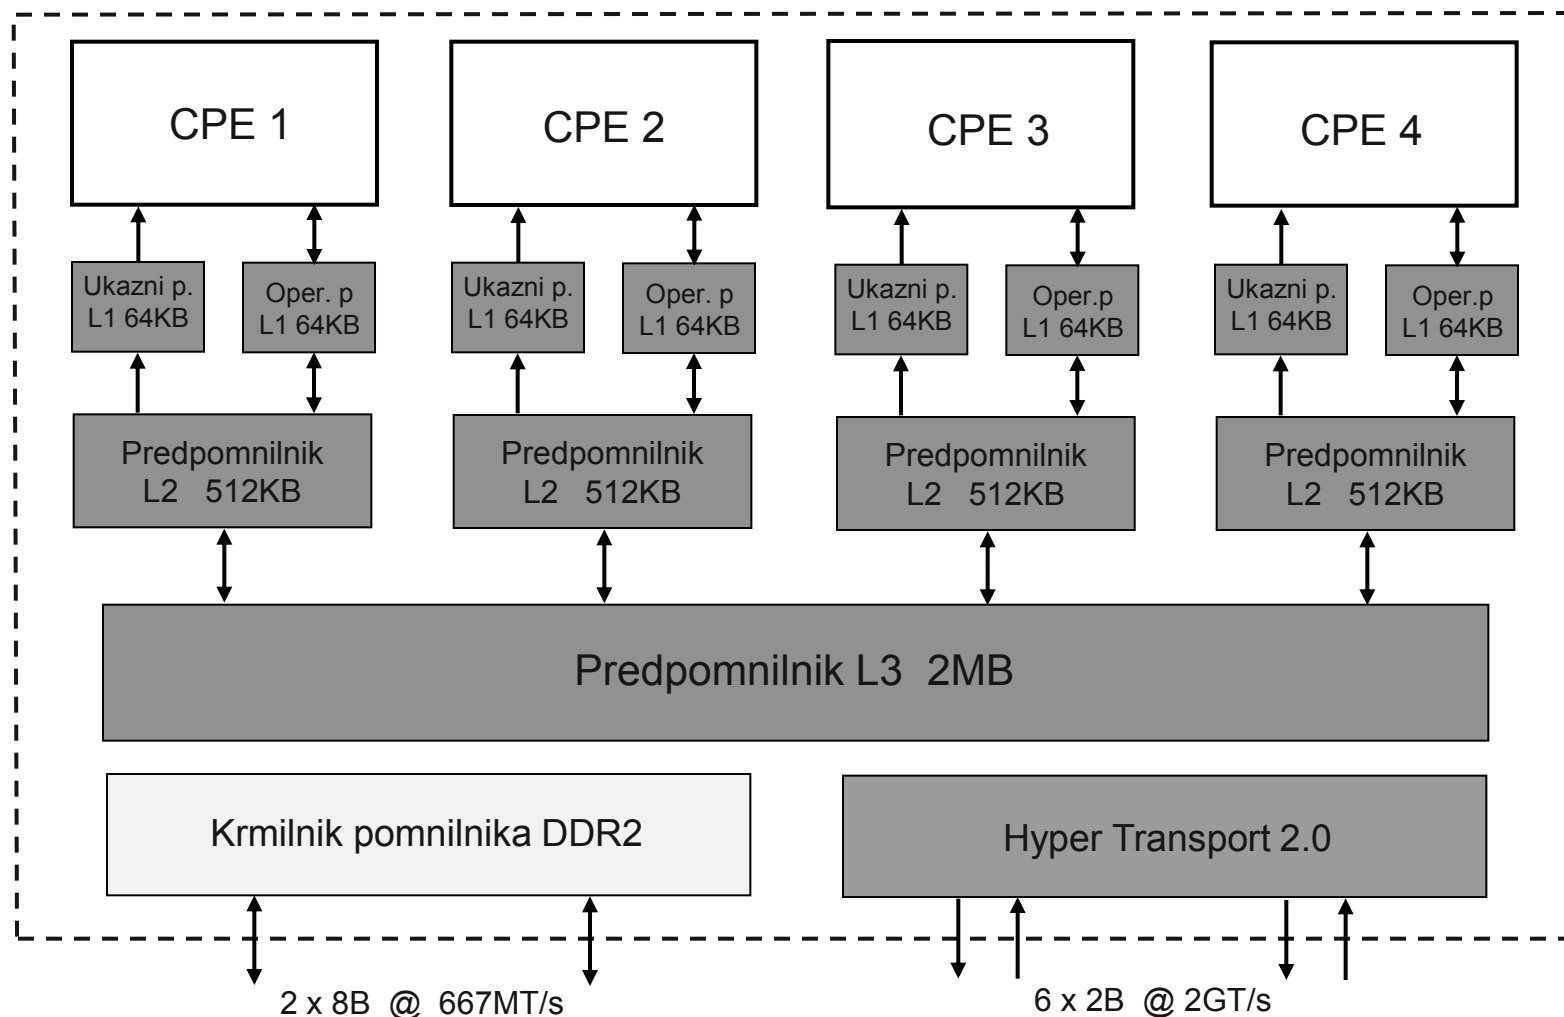 CPE 1
CPE 2
CPE 3
CPE 4
Ukazni p.
L1 64KB
Oper. p
L1 64KB
Ukazni p.
L1 64KB
Oper. p
L1 64KB
Ukazni p.
L1 64KB
Oper.p
L1 64KB
Ukazni p.
L1 64KB
Oper.p
L1 64KB
Predpomnilnik
L2 512KB
Predpomnilnik
L2 512KB
Predpomnilnik
L2 512KB
Predpomnilnik
L2 512KB
Predpomnilnik L3 2MB
Krmilnik pomnilnika DDR2
Hyper Transport 2.0
2 x 8B @ 667MT/s
6 x 2B @ 2GT/s